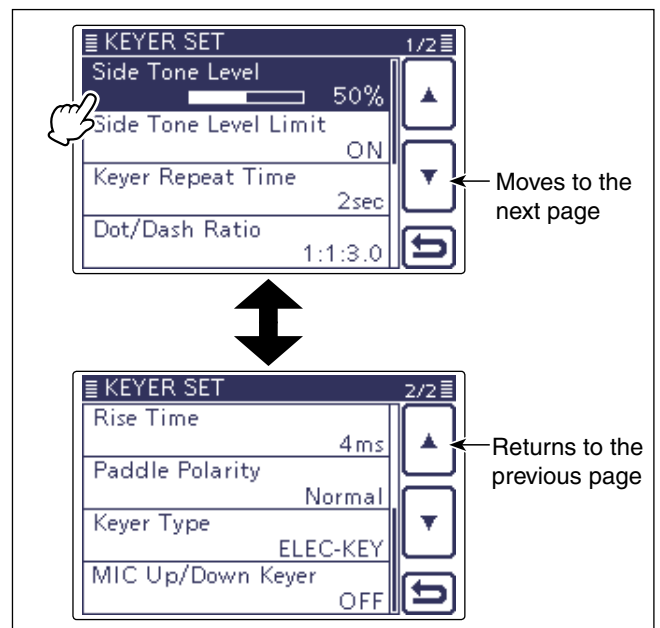 KEYER SET 1/2
Side Tone Level
50%
Side Tone Level Limit
ON
Keyer Repeat Time
2sec
Dot/Dash Ratio
1:1:3.0
Moves to the
next page
KEYER SET 2/2
Rise Time
4ms
Paddle Polarity
Normal
Keyer Type
ELEC-KEY
MIC Up/Down Keyer
OFF
Returns to the
previous page